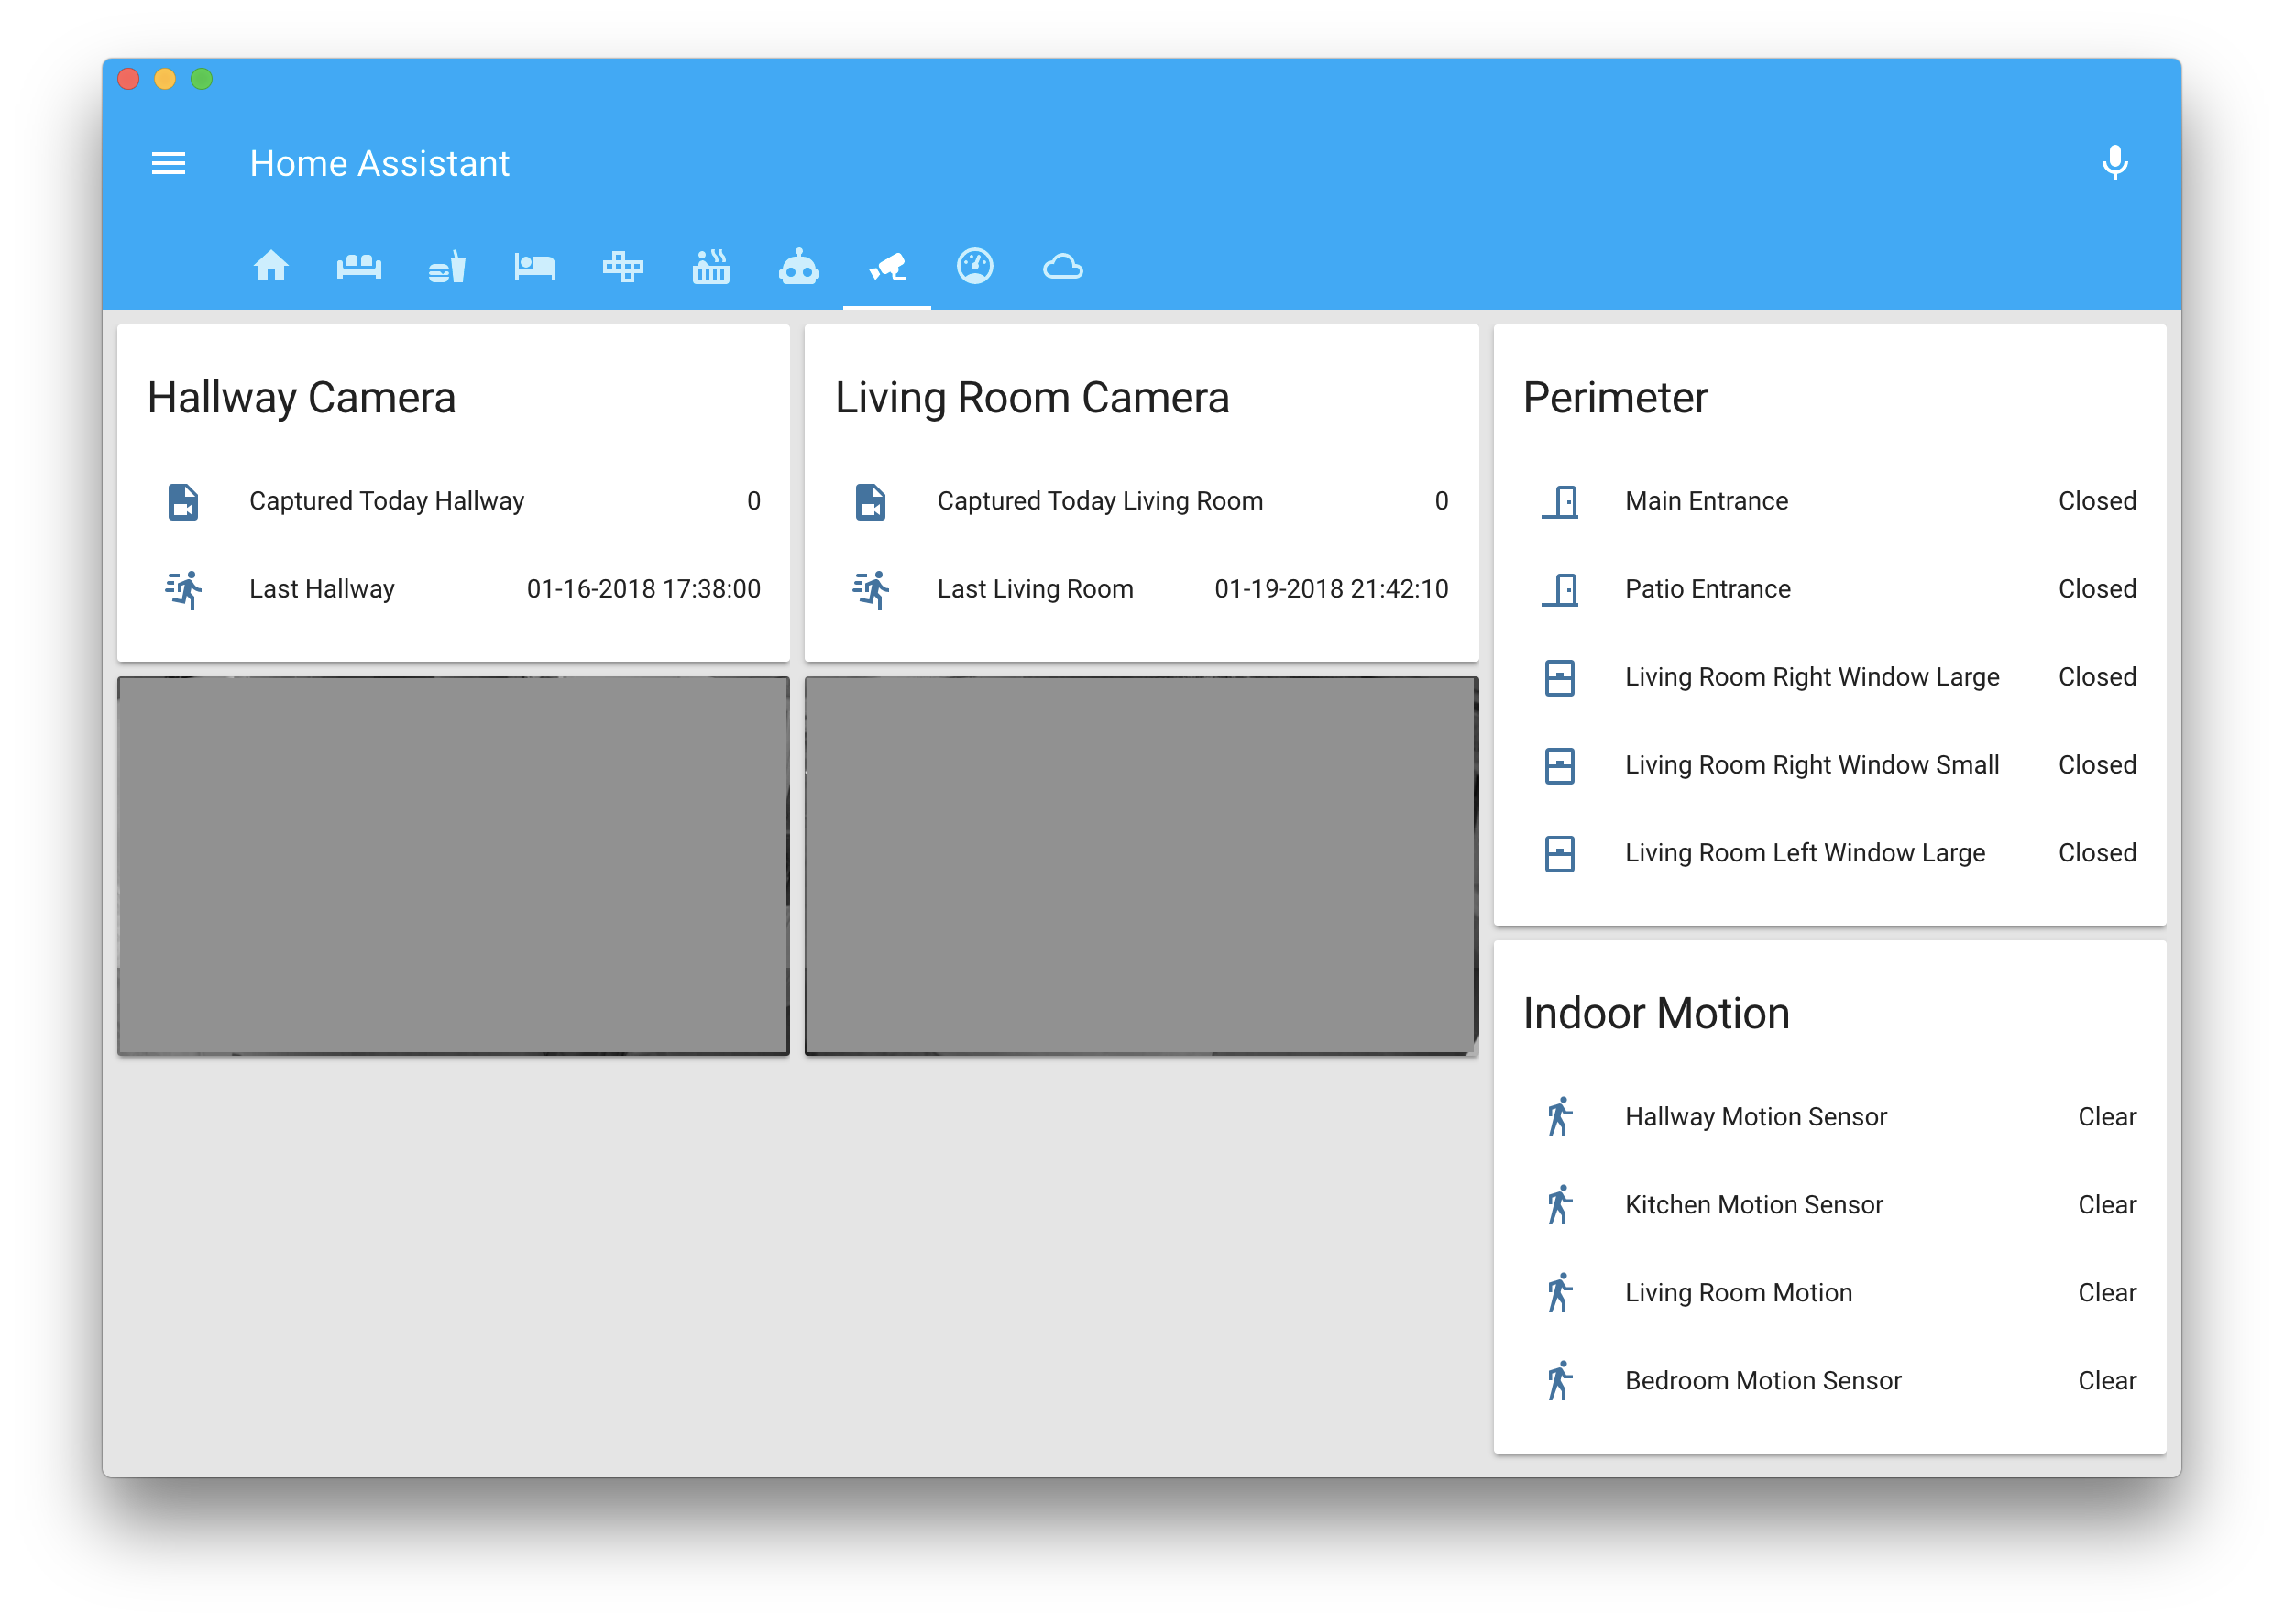 Home Assistant
Hallway Camera
Captured Today Hallway 0
Last Hallway 01-16-2018 17:38:00
Living Room Camera
Captured Today Living Room 0
Last Living Room 01-19-2018 21:42:10
Perimeter
Main Entrance Closed
Patio Entrance Closed
Living Room Right Window Large Closed
Living Room Right Window Small Closed
Living Room Left Window Large Closed
Indoor Motion
Hallway Motion Sensor Clear
Kitchen Motion Sensor Clear
Living Room Motion Clear
Bedroom Motion Sensor Clear